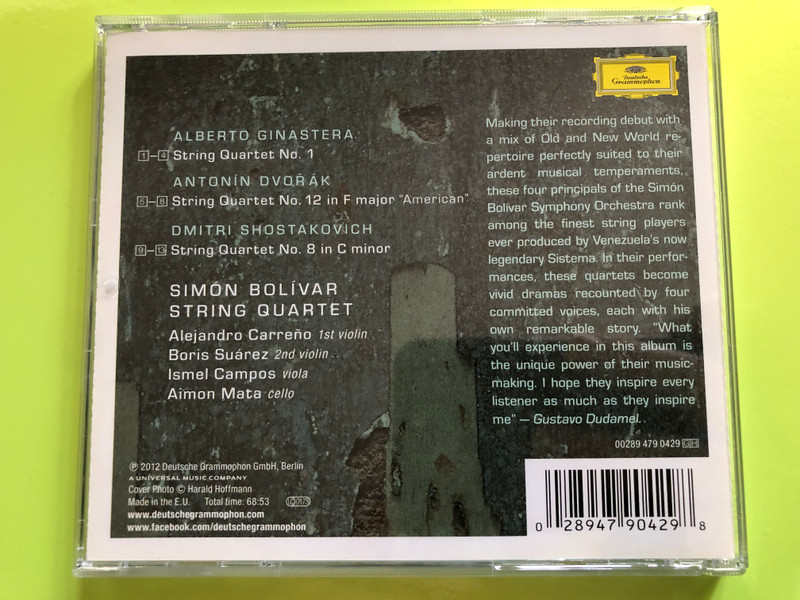 Deutsche
Grammophon
ALBERTO GINASTERA
1–4 String Quartet No. 1
ANTONÍN DVOŘÁK
5–8 String Quartet No. 12 in F major “American”
DMITRI SHOSTAKOVICH
9–13 String Quartet No. 8 in C minor
SIMÓN BOLÍVAR
STRING QUARTET
Alejandro Carreño 1st violin
Boris Suárez 2nd violin
Ismel Campos viola
Aimon Mata cello
Making their recording debut with
a mix of Old and New World re-
pertoire perfectly suited to their
ardent musical temperaments,
these four principals of the Simón
Bolívar Symphony Orchestra rank
among the finest string players
ever produced by Venezuela's now
legendary Sistema. In their perfor-
mances, these quartets become
vivid dramas recounted by four
committed voices, each with his
own remarkable story. “What
you'll experience in this album is
the unique power of their music-
making. I hope they inspire every
listener as much as they inspire
me” — Gustavo Dudamel
00289 479 0429 GH
℗ 2012 Deutsche Grammophon GmbH, Berlin
A UNIVERSAL MUSIC COMPANY
Cover Photo © Harald Hoffmann
Made in the E.U. Total time: 68:53 LC 0173
www.deutschegrammophon.com
www.facebook.com/deutschegrammophon
0 28947 90429 8